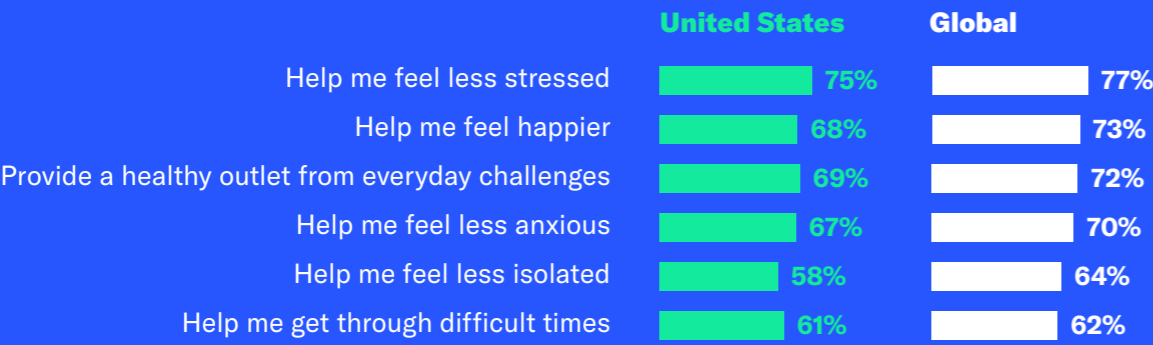 United States Global
Help me feel less stressed 75% 77%
Help me feel happier 68% 73%
Provide a healthy outlet from everyday challenges 69% 72%
Help me feel less anxious 67% 70%
Help me feel less isolated 58% 64%
Help me get through difficult times 61% 62%